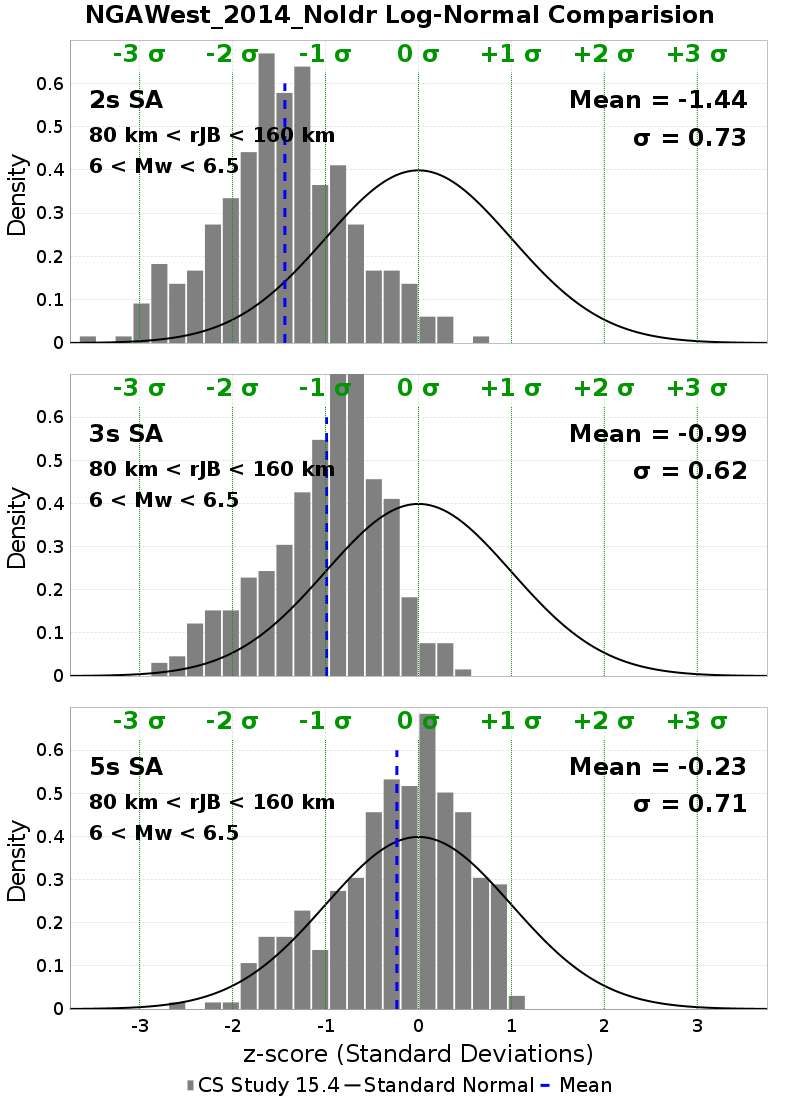 NGAWest_2014_NoIdr Log-Normal Comparision
-3 σ -2 σ -1 σ 0 σ +1 σ +2 σ +3 σ
2s SA
Mean = -1.44
80 km < rJB < 160 km
σ = 0.73
6 < Mw < 6.5
0.6
0.5
0.4
0.3
0.2
0.1
0
Density
-3 σ -2 σ -1 σ 0 σ +1 σ +2 σ +3 σ
3s SA
Mean = -0.99
80 km < rJB < 160 km
σ = 0.62
6 < Mw < 6.5
0.6
0.5
0.4
0.3
0.2
0.1
0
Density
-3 σ -2 σ -1 σ 0 σ +1 σ +2 σ +3 σ
5s SA
Mean = -0.23
80 km < rJB < 160 km
σ = 0.71
6 < Mw < 6.5
0.6
0.5
0.4
0.3
0.2
0.1
0
Density
-3 -2 -1 0 1 2 3
z-score (Standard Deviations)
CS Study 15.4 Standard Normal Mean